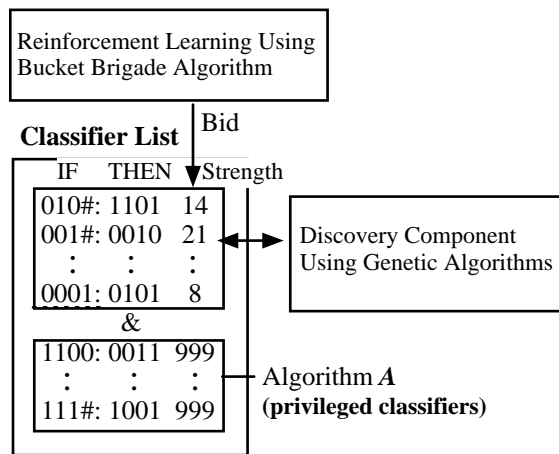 Reinforcement Learning Using
Bucket Brigade Algorithm
Bid
Classifier List
IF THEN Strength
010#: 1101 14
001#: 0010 21
: : :
0001: 0101 8
&
1100: 0011 999
: : :
111#: 1001 999
Discovery Component
Using Genetic Algorithms
Algorithm A
(privileged classifiers)